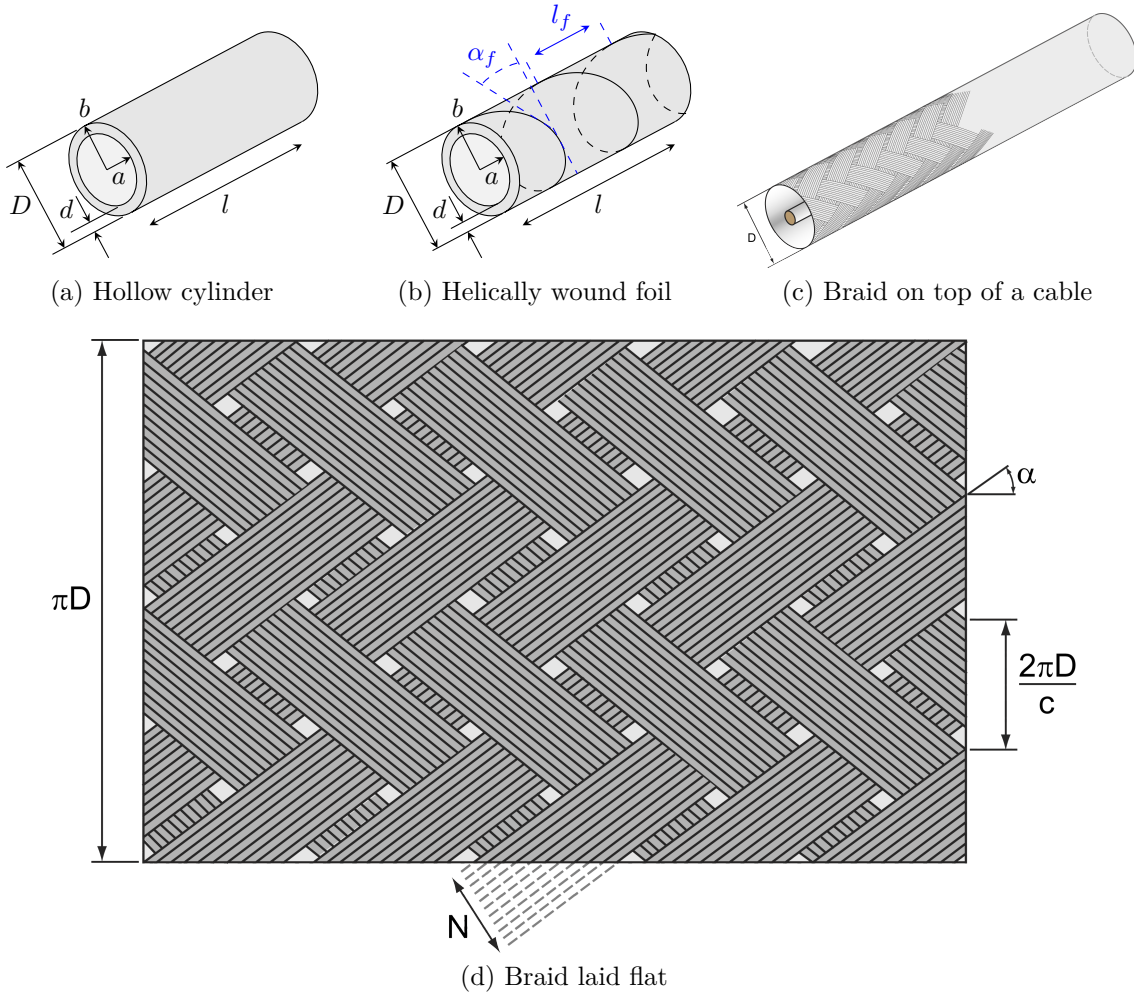 b
D
a
d
l
(a) Hollow cylinder
α_f
l_f
b
D
a
d
l
(b) Helically wound foil
D
(c) Braid on top of a cable
πD
α
2πD
c
N
(d) Braid laid flat